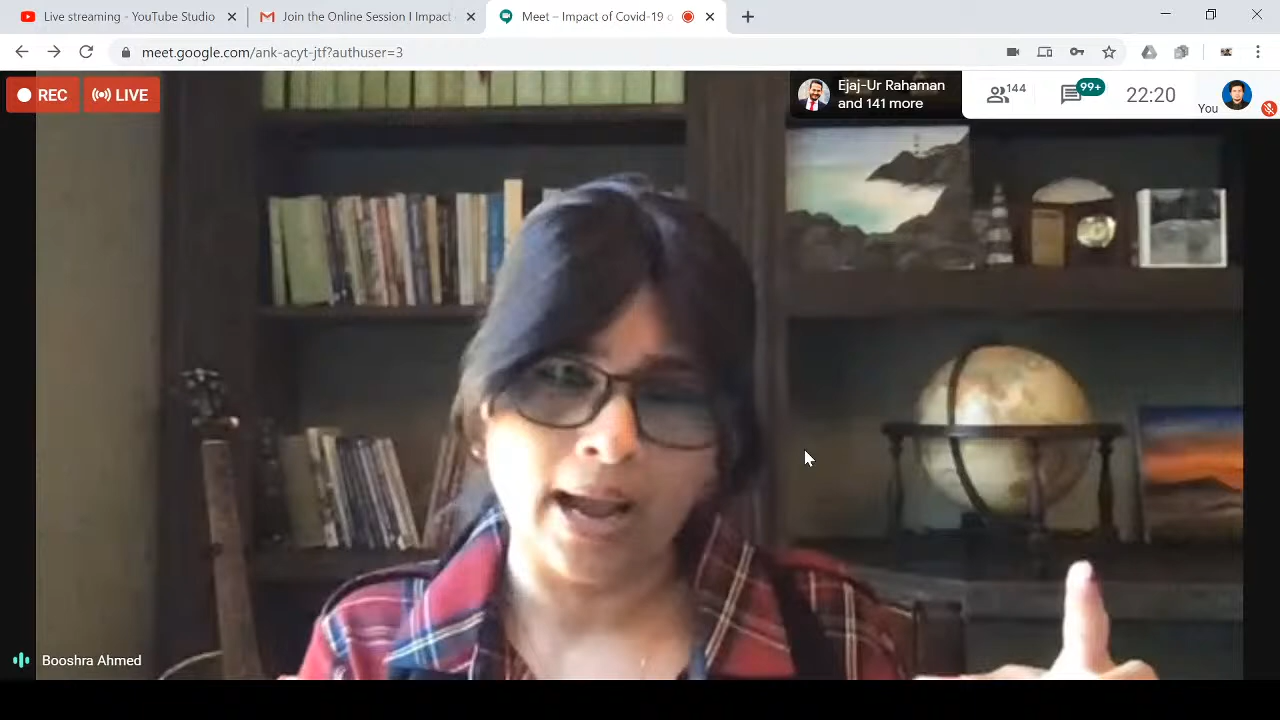 Live streaming - YouTube Studio
Join the Online Session I Impact
Meet – Impact of Covid-19 o
meet.google.com/ank-acyt-jtf?authuser=3
REC
LIVE
Ejaj-Ur Rahaman
and 141 more
144
99+
22:20
You
Booshra Ahmed